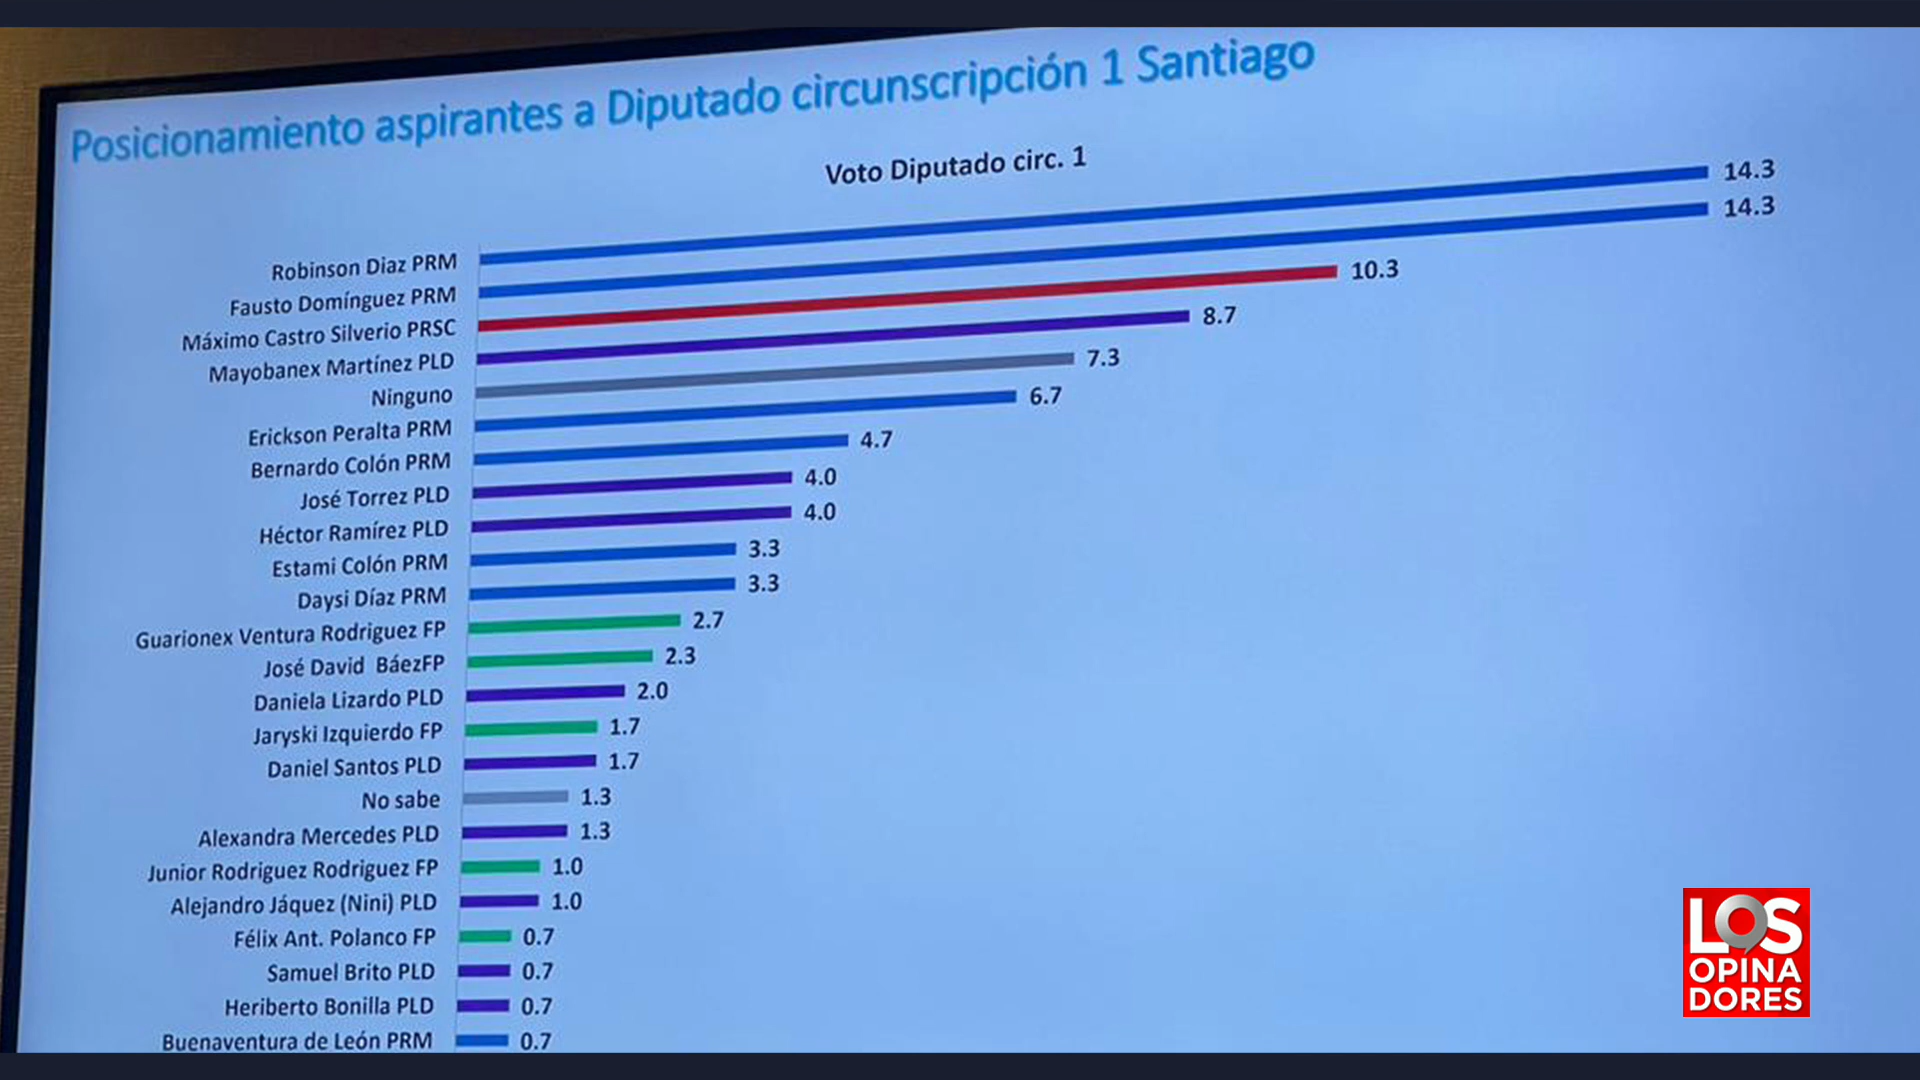 Posicionamiento aspirantes a Diputado circunscripción 1 Santiago
Voto Diputado circ. 1
Robinson Diaz PRM 14.3
Fausto Domínguez PRM 14.3
Máximo Castro Silverio PRSC 10.3
Mayobanex Martínez PLD 8.7
Ninguno 7.3
Erickson Peralta PRM 6.7
Bernardo Colón PRM 4.7
José Torrez PLD 4.0
Héctor Ramírez PLD 4.0
Estami Colón PRM 3.3
Daysi Díaz PRM 3.3
Guarionex Ventura Rodriguez FP 2.7
José David BáezFP 2.3
Daniela Lizardo PLD 2.0
Jaryski Izquierdo FP 1.7
Daniel Santos PLD 1.7
No sabe 1.3
Alexandra Mercedes PLD 1.3
Junior Rodriguez Rodriguez FP 1.0
Alejandro Jáquez (Nini) PLD 1.0
Félix Ant. Polanco FP 0.7
Samuel Brito PLD 0.7
Heriberto Bonilla PLD 0.7
Buenaventura de León PRM 0.7
LOS
OPINA
DORES